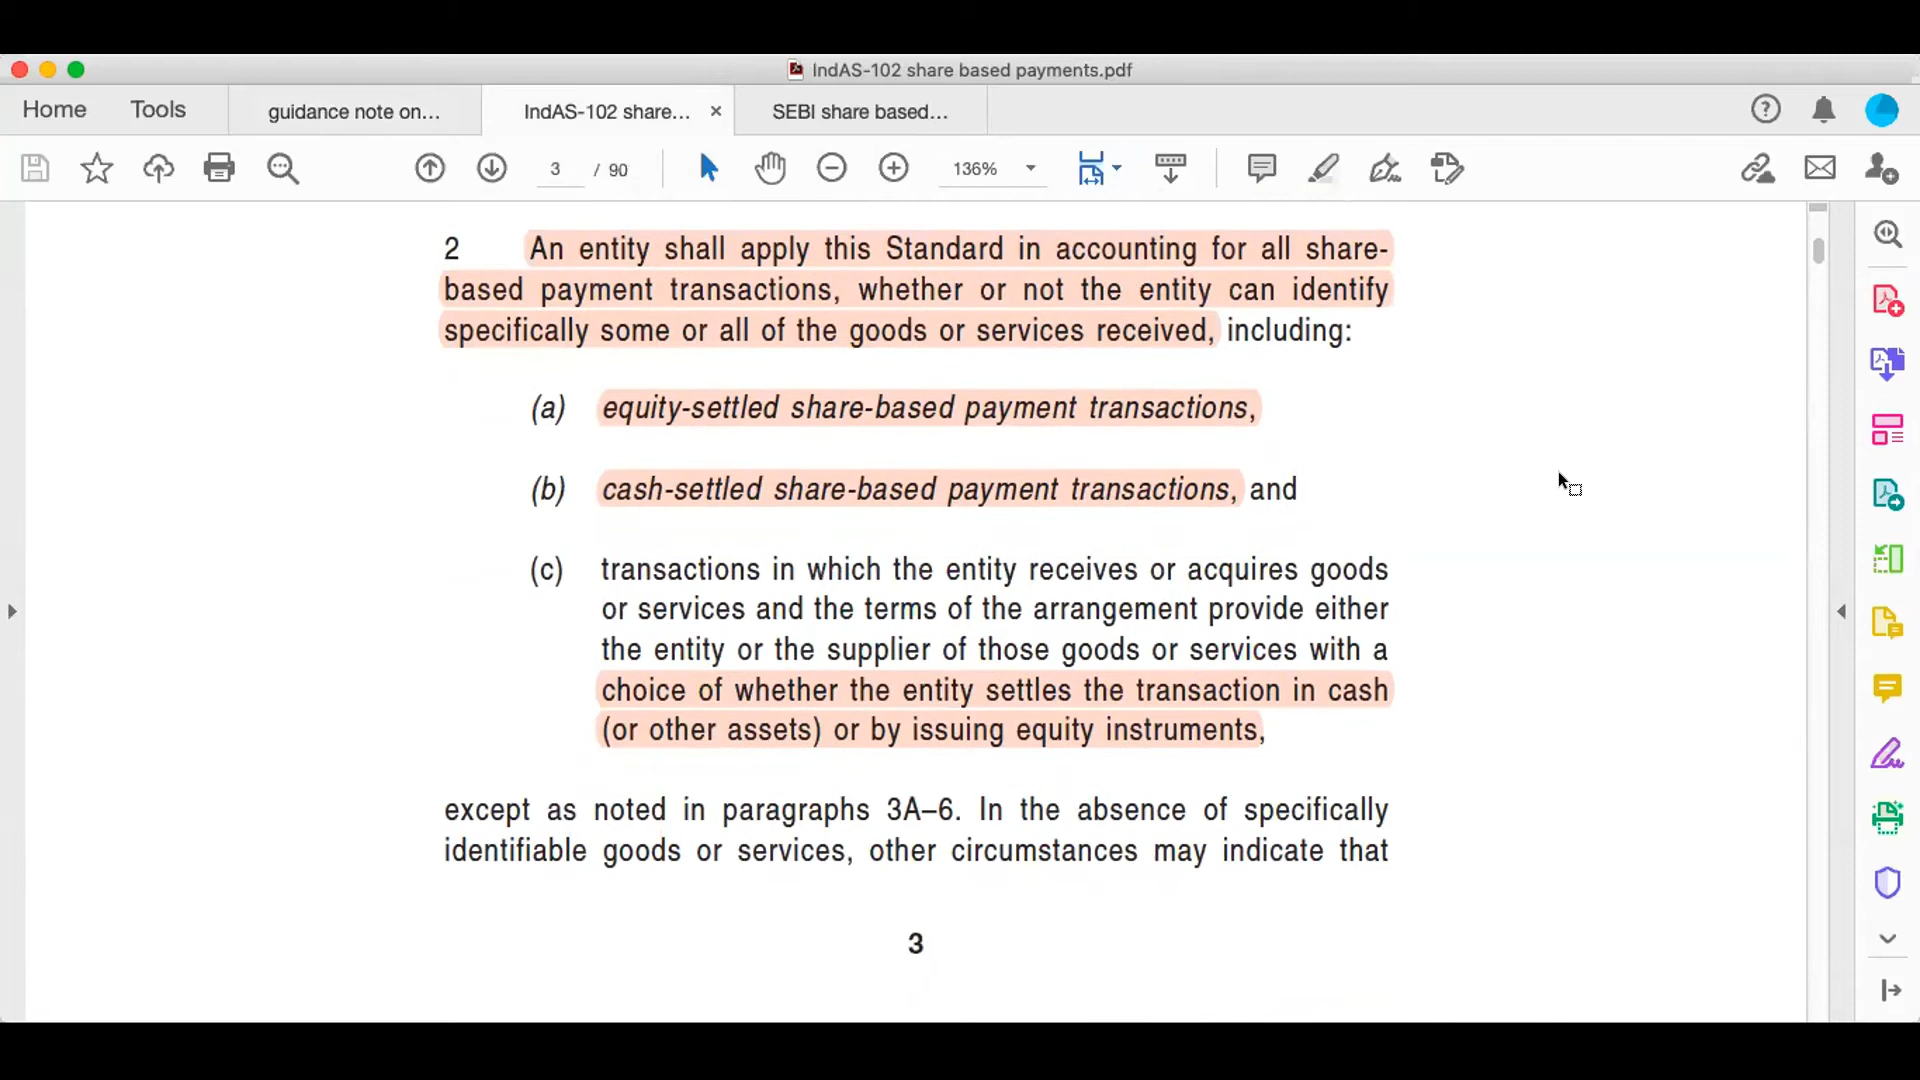 IndAS-102 share based payments.pdf
Home Tools guidance note on... IndAS-102 share... × SEBI share based...
3 / 90 136%
2 An entity shall apply this Standard in accounting for all share-
based payment transactions, whether or not the entity can identify
specifically some or all of the goods or services received, including:
(a) equity-settled share-based payment transactions,
(b) cash-settled share-based payment transactions, and
(c) transactions in which the entity receives or acquires goods
or services and the terms of the arrangement provide either
the entity or the supplier of those goods or services with a
choice of whether the entity settles the transaction in cash
(or other assets) or by issuing equity instruments,
except as noted in paragraphs 3A–6. In the absence of specifically
identifiable goods or services, other circumstances may indicate that
3